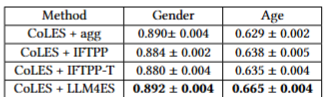 Method Gender Age
CoLES + agg 0.890± 0.004 0.629 ± 0.002
CoLES + IFTPP 0.884 ± 0.002 0.638 ± 0.005
CoLES + IFTPP-T 0.880 ± 0.004 0.635 ± 0.004
CoLES + LLM4ES 0.892 ± 0.004 0.665 ± 0.004